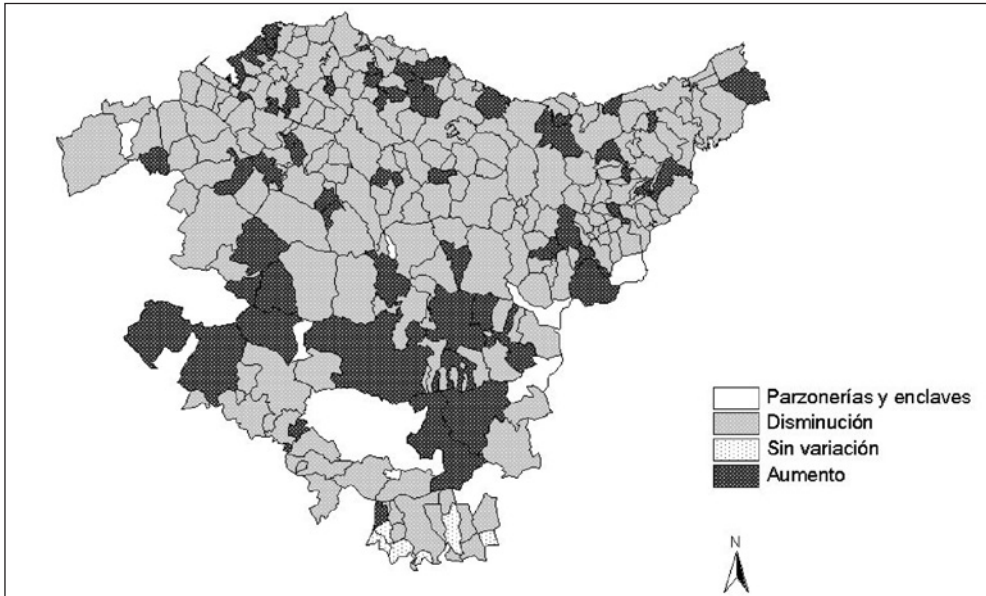 Parzonerías y enclaves
Disminución
Sin variación
Aumento
N